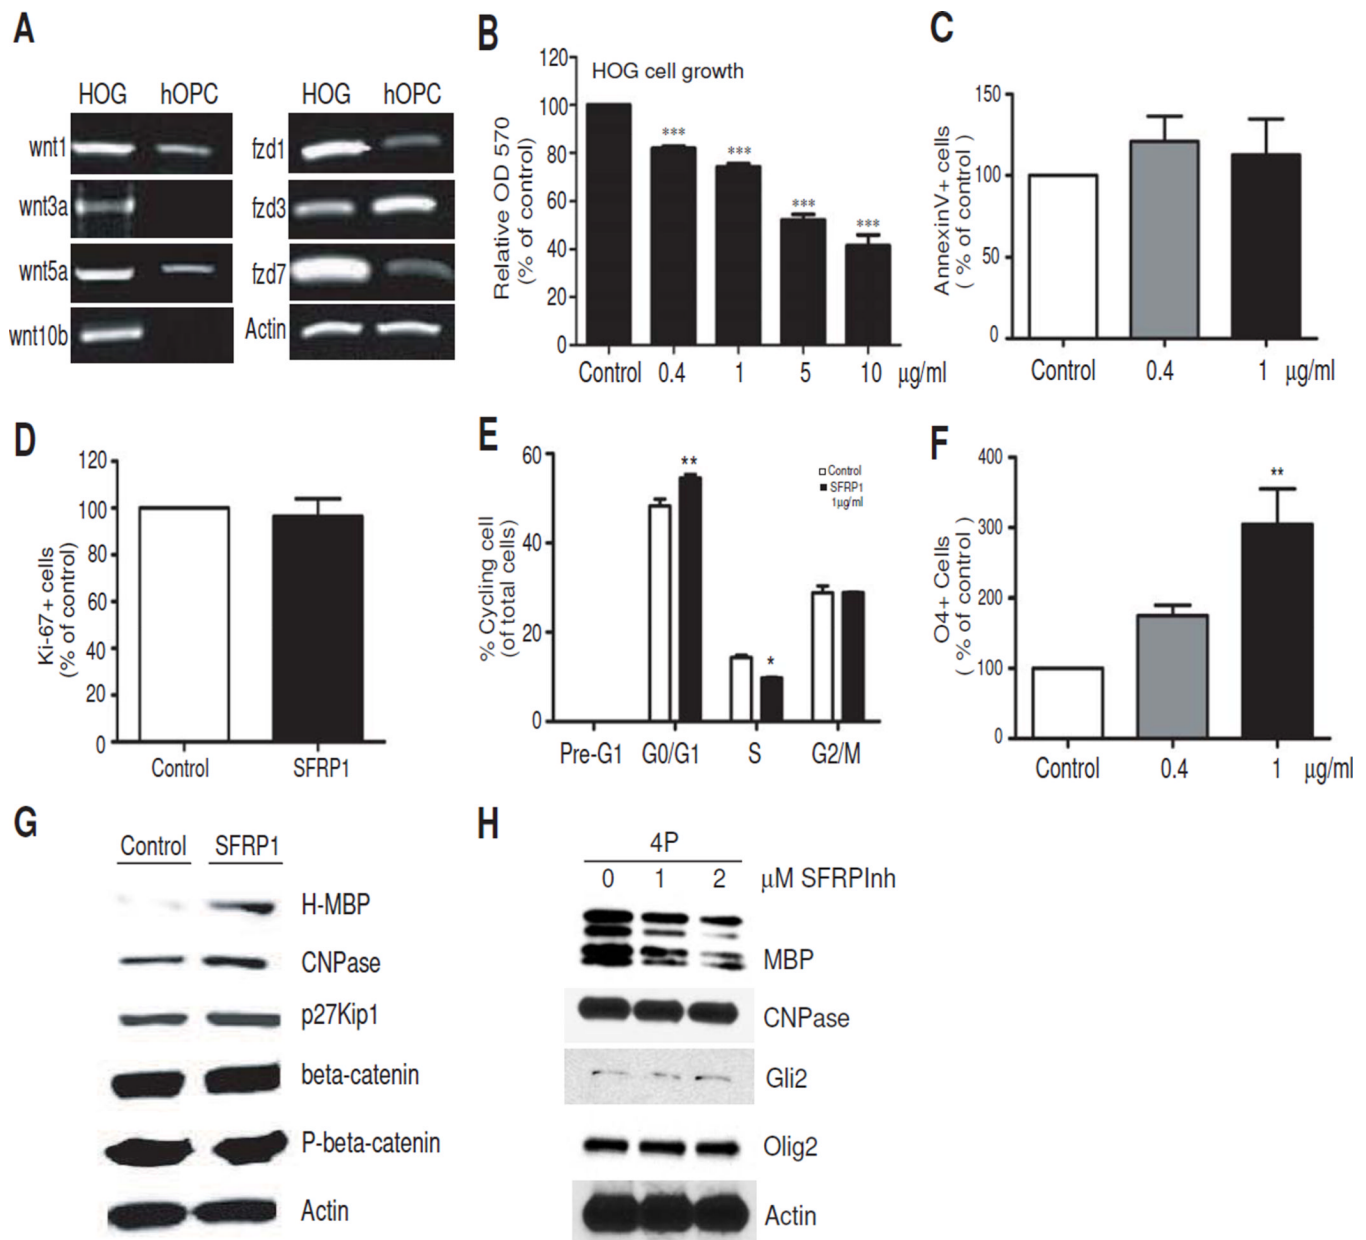 A
HOG hOPC HOG hOPC
wnt1
wnt3a
wnt5a
wnt10b
fzd1
fzd3
fzd7
Actin
B
HOG cell growth
Relative OD 570
(% of control)
120
100
80
60
40
20
0
***
***
***
***
Control 0.4 1 5 10 μg/ml
C
AnnexinV+ cells
( % of control )
150
100
50
0
Control 0.4 1 μg/ml
D
Ki-67+ cells
(% of control)
120
100
80
60
40
20
0
Control SFRP1
E
% Cycling cell
(of total cells)
60
40
20
0
**
*
Control
SFRP1
1μg/ml
Pre-G1 G0/G1 S G2/M
F
O4+ Cells
( % of control )
400
300
200
100
0
**
Control 0.4 1 μg/ml
G
Control SFRP1
H-MBP
CNPase
p27Kip1
beta-catenin
P-beta-catenin
Actin
H
4P
0 1 2 μM SFRPInh
MBP
CNPase
Gli2
Olig2
Actin